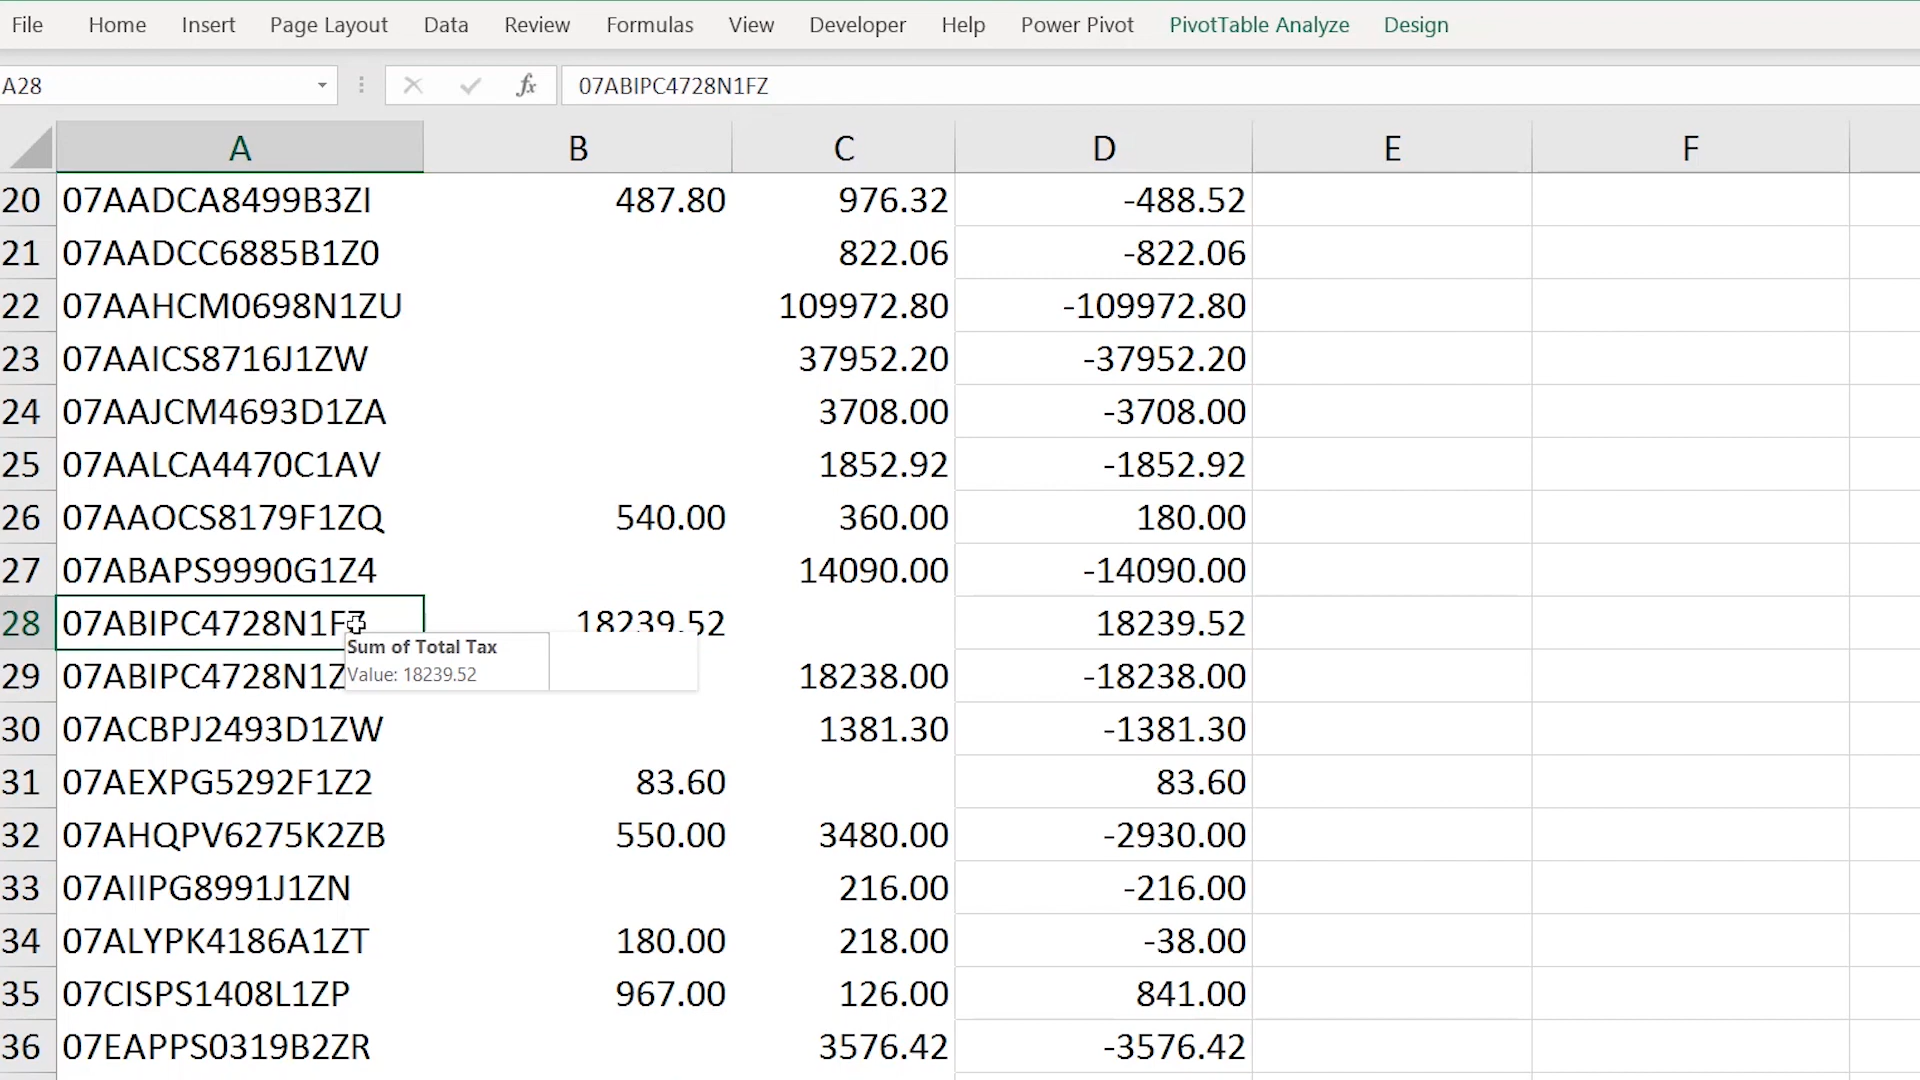 File Home Insert Page Layout Data Review Formulas View Developer Help Power Pivot PivotTable Analyze Design
A28 fx 07ABIPC4728N1FZ
A B C D E F
20 07AADCA8499B3ZI 487.80 976.32 -488.52
21 07AADCC6885B1Z0 822.06 -822.06
22 07AAHCM0698N1ZU 109972.80 -109972.80
23 07AAICS8716J1ZW 37952.20 -37952.20
24 07AAJCM4693D1ZA 3708.00 -3708.00
25 07AALCA4470C1AV 1852.92 -1852.92
26 07AAOCS8179F1ZQ 540.00 360.00 180.00
27 07ABAPS9990G1Z4 14090.00 -14090.00
28 07ABIPC4728N1FZ 18239.52 18239.52
Sum of Total Tax
Value: 18239.52
29 07ABIPC4728N1Z 18238.00 -18238.00
30 07ACBPJ2493D1ZW 1381.30 -1381.30
31 07AEXPG5292F1Z2 83.60 83.60
32 07AHQPV6275K2ZB 550.00 3480.00 -2930.00
33 07AIIPG8991J1ZN 216.00 -216.00
34 07ALYPK4186A1ZT 180.00 218.00 -38.00
35 07CISPS1408L1ZP 967.00 126.00 841.00
36 07EAPPS0319B2ZR 3576.42 -3576.42